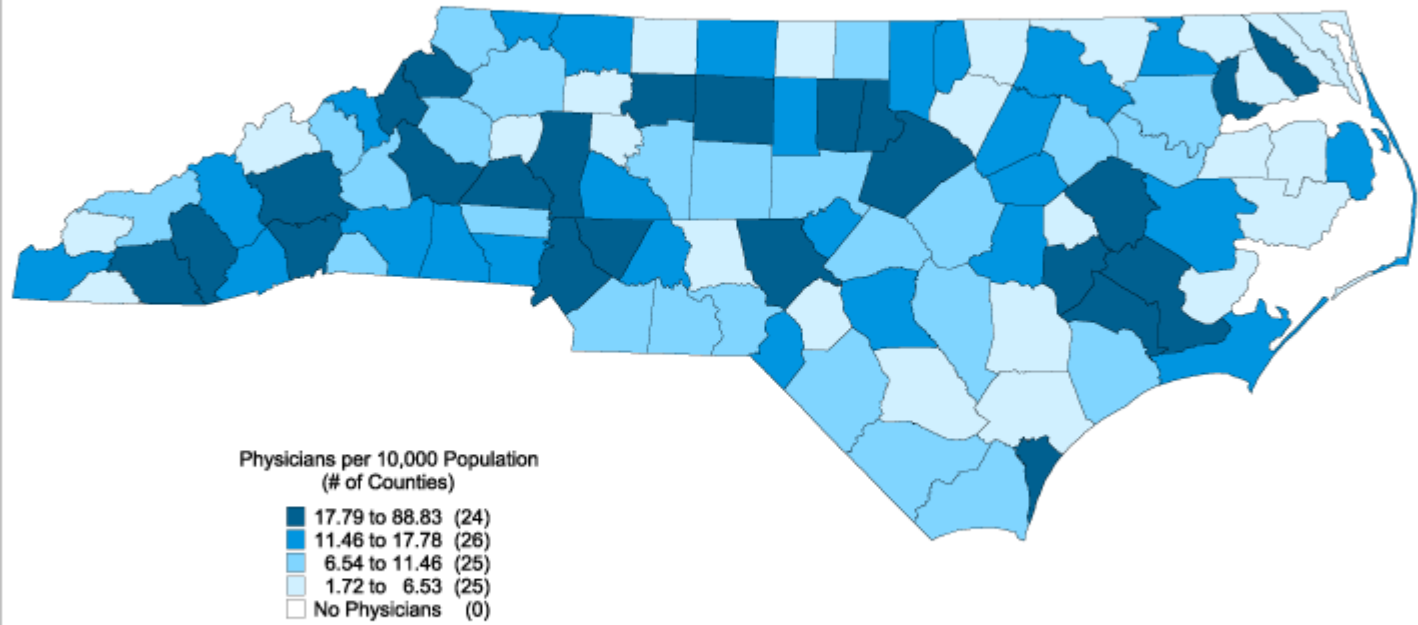 Physicians per 10,000 Population
(# of Counties)
17.79 to 88.83 (24)
11.46 to 17.78 (26)
6.54 to 11.46 (25)
1.72 to 6.53 (25)
No Physicians (0)